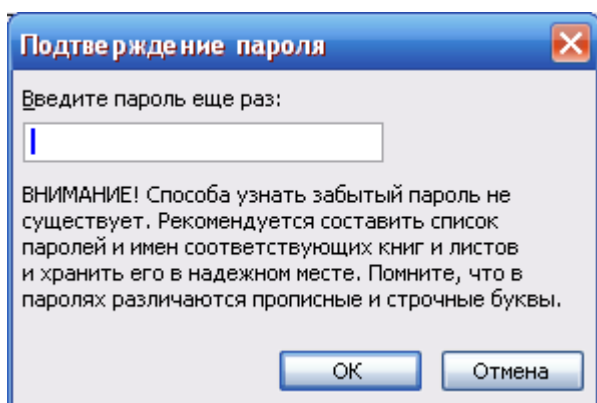 Подтверждение пароля
Введите пароль еще раз:
ВНИМАНИЕ! Способа узнать забытый пароль не
существует. Рекомендуется составить список
паролей и имен соответствующих книг и листов
и хранить его в надежном месте. Помните, что в
паролях различаются прописные и строчные буквы.
ОК
Отмена